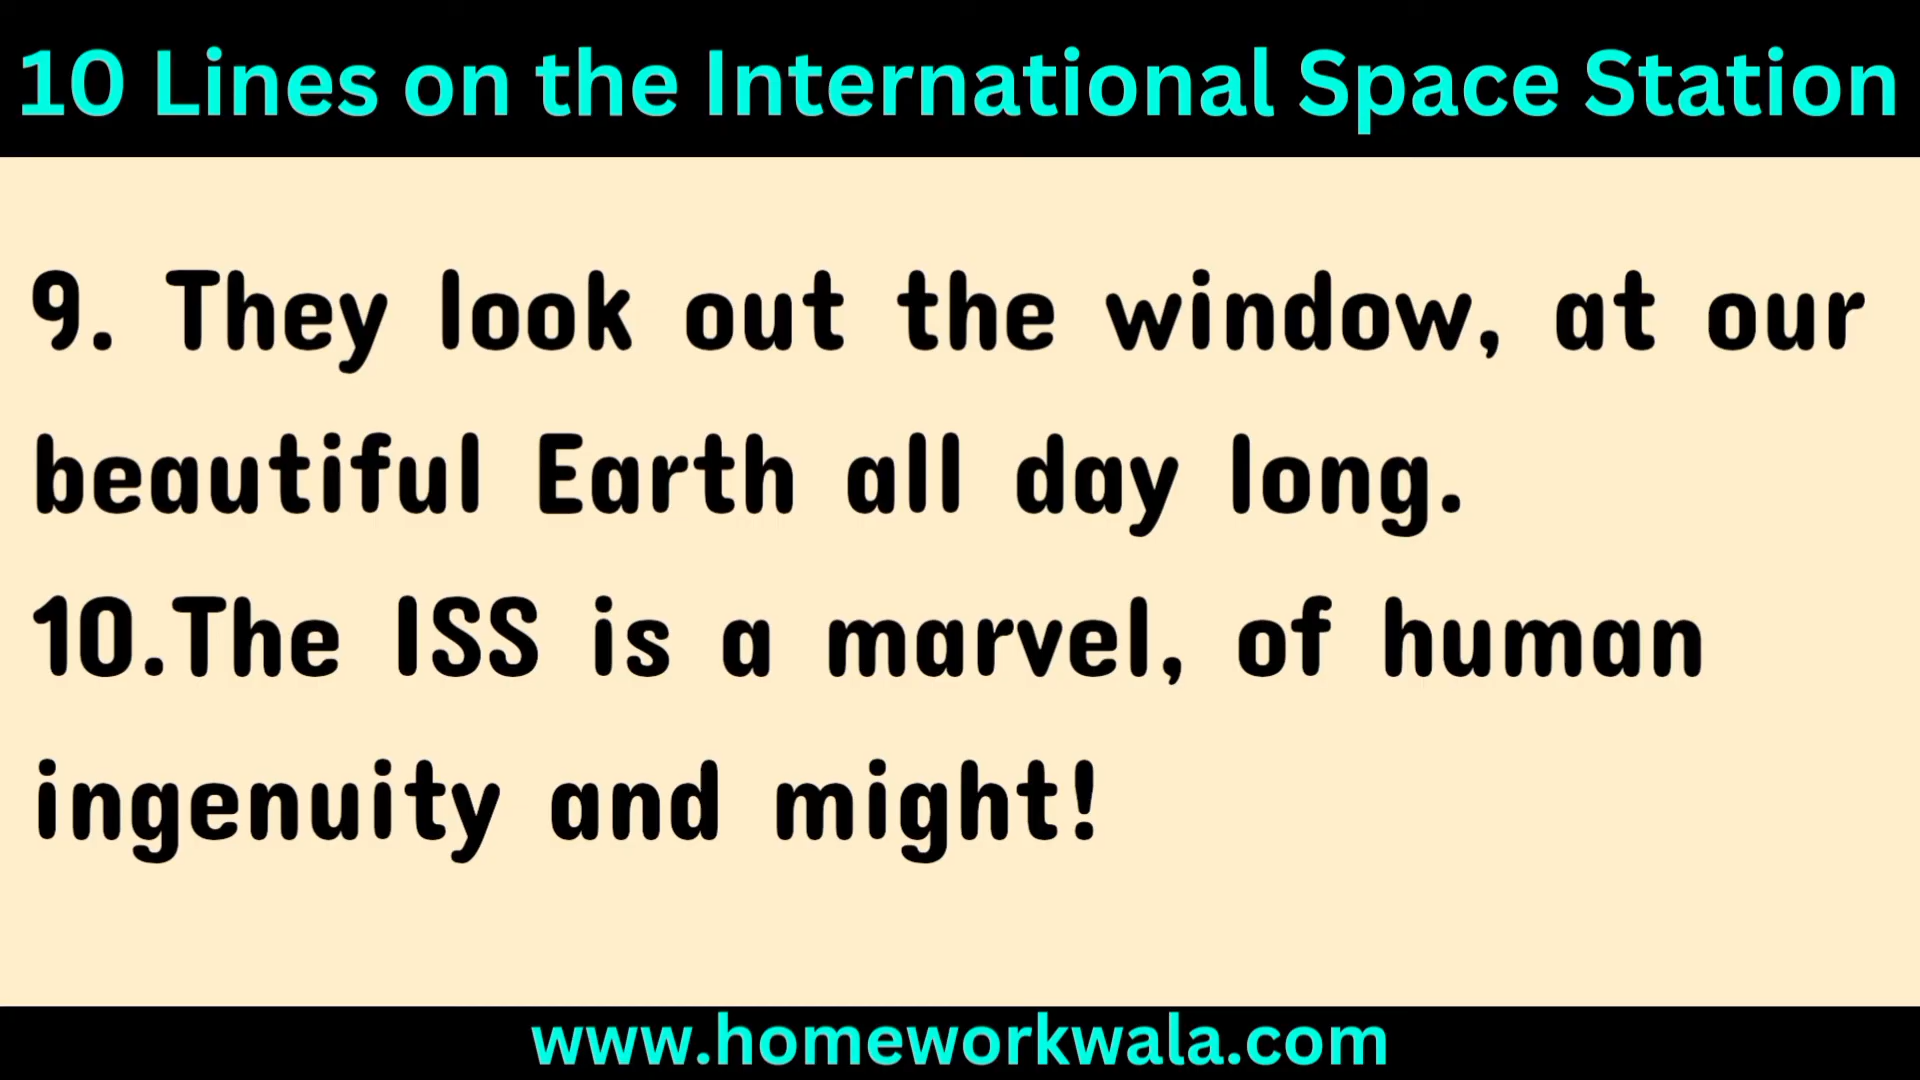 10 Lines on the International Space Station
9. They look out the window, at our
beautiful Earth all day long.
10.The ISS is a marvel, of human
ingenuity and might!
www.homeworkwala.com